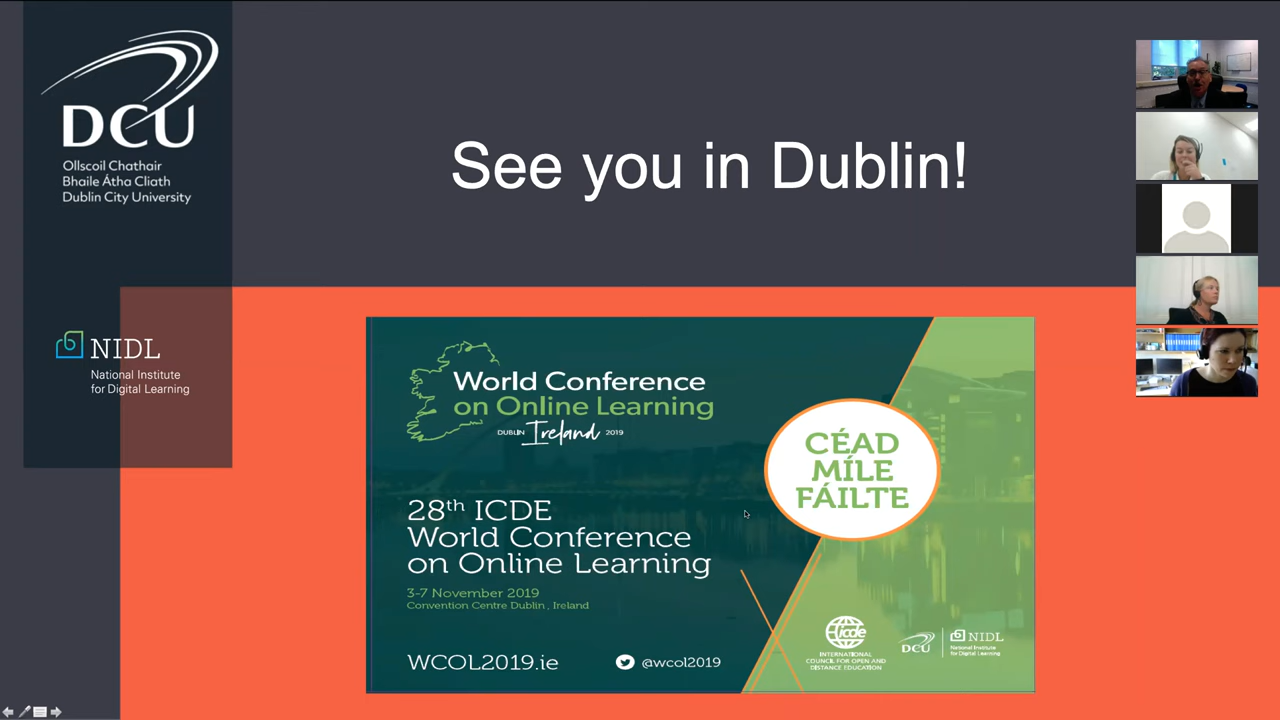 DCU
Ollscoil Chathair
Bhaile Átha Cliath
Dublin City University
NIDL
National Institute
for Digital Learning
See you in Dublin!
World Conference
on Online Learning
DUBLIN Ireland 2019
CÉAD
MÍLE
FÁILTE
28th ICDE
World Conference
on Online Learning
3-7 November 2019
Convention Centre Dublin, Ireland
WCOL2019.ie
@wcol2019
icde
INTERNATIONAL
COUNCIL FOR OPEN AND
DISTANCE EDUCATION
DCU
NIDL
National Institute
for Digital Learning